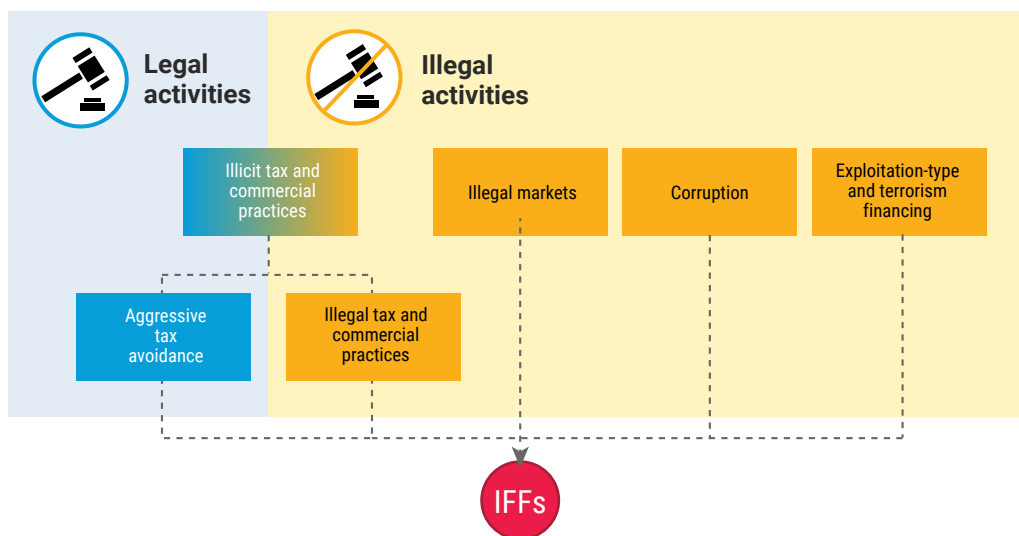 Legal
activities
Illegal
activities
Illicit tax and
commercial
practices
Illegal markets
Corruption
Exploitation-type
and terrorism
financing
Aggressive
tax
avoidance
Illegal tax and
commercial
practices
IFFs